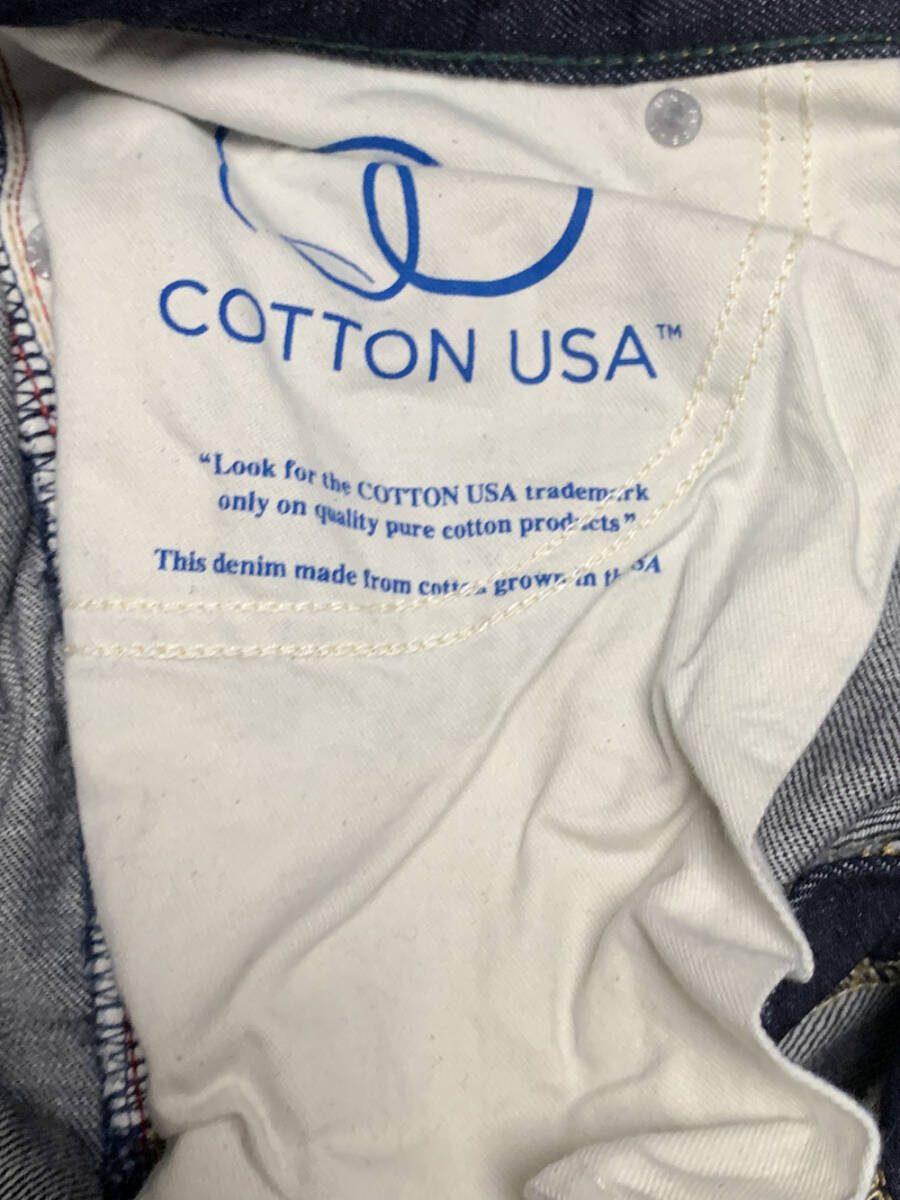 COTTON USA™
“Look for the COTTON USA trademark
only on quality pure cotton products”
This denim made from cotton grown in